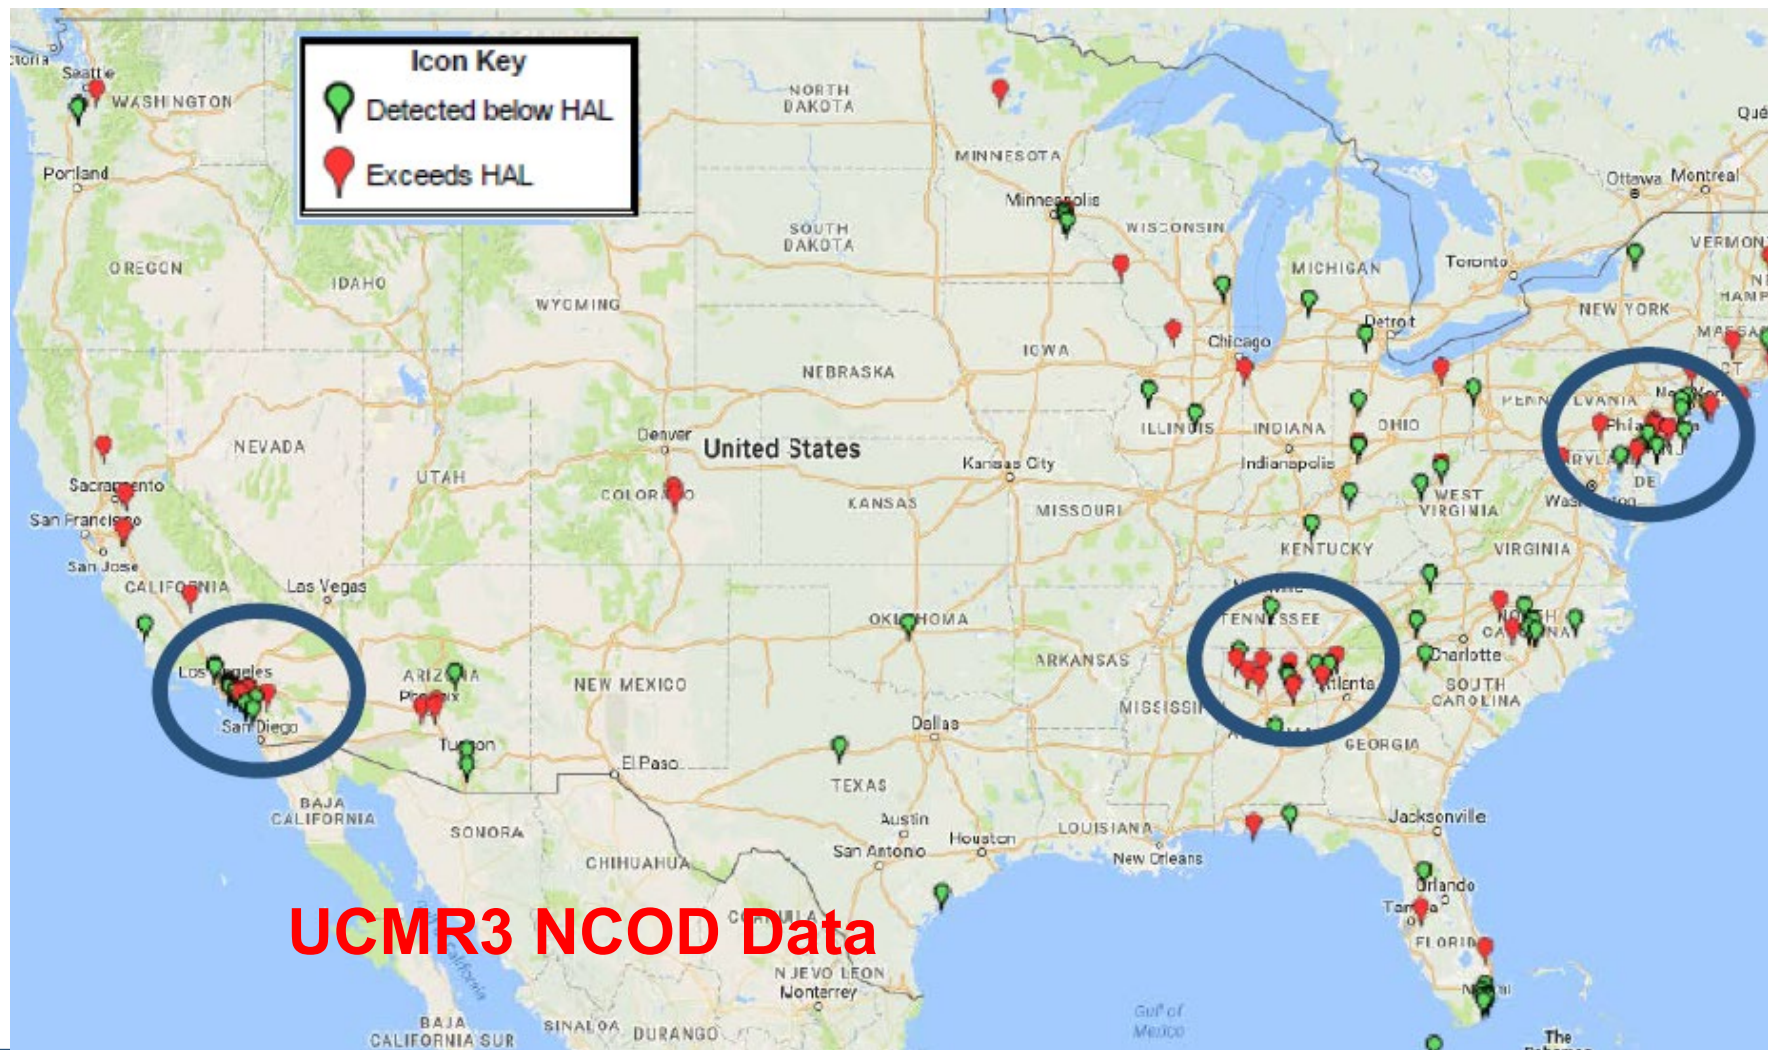 Icon Key
Detected below HAL
Exceeds HAL
Seattle
WASHINGTON
NORTH
DAKOTA
MINNESOTA
Portland
Ottawa
Montreal
Minneapolis
SOUTH
DAKOTA
WISCONSIN
MICHIGAN
Toronto
OREGON
IDAHO
WYOMING
NEW YORK
Detroit
Chicago
IOWA
NEBRASKA
ILLINOIS
INDIANA
OHIO
NEVADA
UTAH
Denver
United States
Kansas City
Indianapolis
KANSAS
MISSOURI
WEST
VIRGINIA
DE
Sacramento
San Francisco
San Jose
CALIFORNIA
Las Vegas
KENTUCKY
VIRGINIA
OKLAHOMA
TENNESSEE
Los Angeles
ARIZONA
NEW MEXICO
ARKANSAS
Charlotte
Atlanta
SOUTH
CAROLINA
San Diego
Dallas
GEORGIA
Tucson
El Paso
TEXAS
BAJA
CALIFORNIA
SONORA
Austin
Houston
LOUISIANA
Jacksonville
CHIHUAHUA
San Antonio
New Orleans
Orlando
UCMR3 NCOD Data
Monterrey
Gulf of
Mexico
BAJA
CALIFORNIA SUR
SINALOA
DURANGO
The